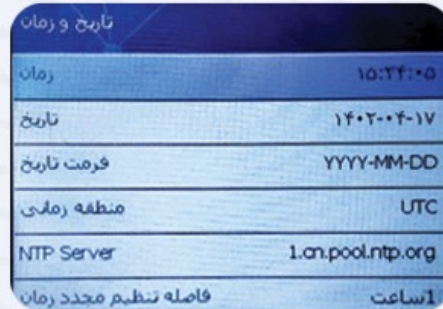 تاریخ و زمان
زمان ۱۵:۲۴:۰۵
تاریخ ۱۴۰۲-۰۴-۱۷
فرمت تاریخ YYYY-MM-DD
منطقه زمانی UTC
NTP Server 1.cn.pool.ntp.org
فاصله تنظیم مجدد زمان 1ساعت